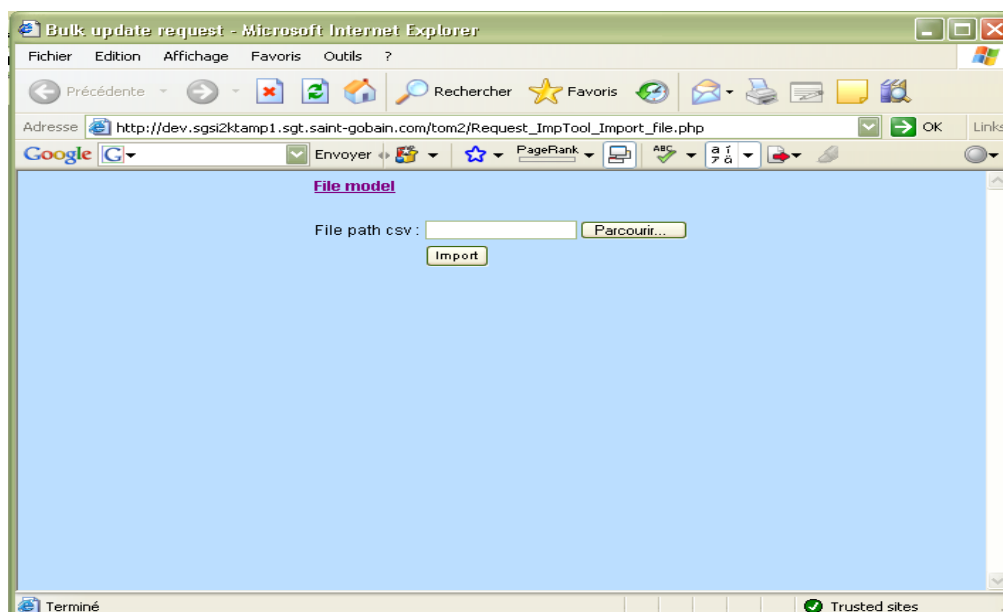 Bulk update request - Microsoft Internet Explorer
Fichier Edition Affichage Favoris Outils ?
Précédente Rechercher Favoris
Adresse http://dev.sgsi2ktamp1.sgt.saint-gobain.com/tom2/Request_ImpTool_Import_file.php OK Links
Google G Envoyer PageRank ABC
File model
File path csv : Parcourir...
Import
Terminé Trusted sites